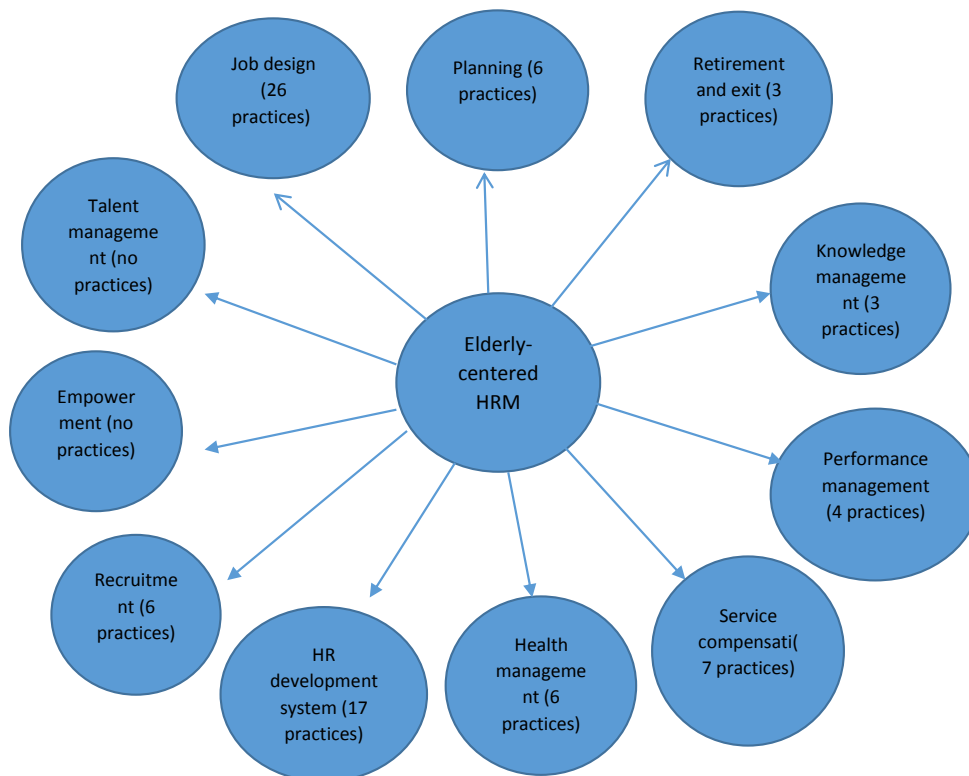 Job design
(26
practices)
Planning (6
practices)
Retirement
and exit (3
practices)
Talent
manageme
nt (no
practices)
Knowledge
manageme
nt (3
practices)
Elderly-
centered
HRM
Empower
ment (no
practices)
Performance
management
(4 practices)
Recruitme
nt (6
practices)
HR
development
system (17
practices)
Health
manageme
nt (6
practices)
Service
compensati(
7 practices)